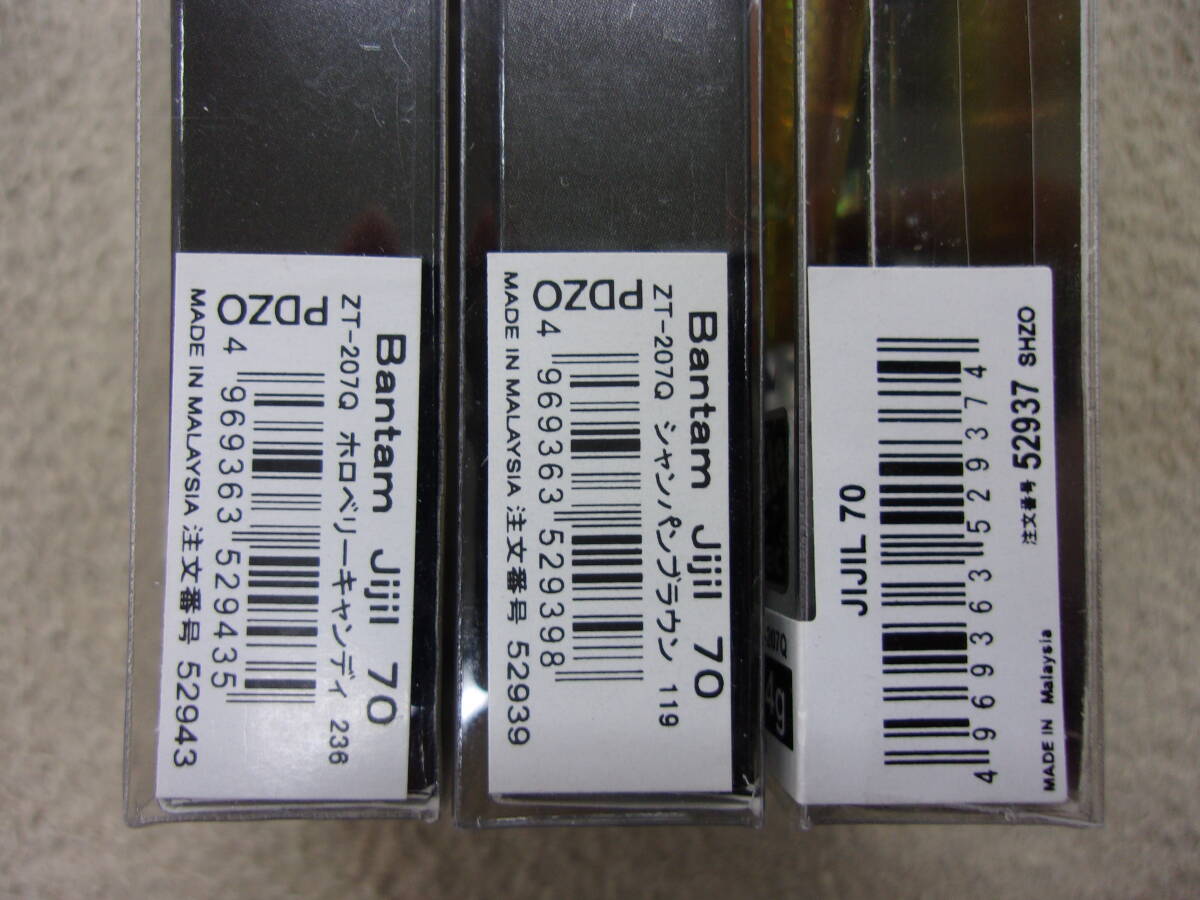 Bantam Jijil 70
ZT-207Q ホロベリーキャンディ 236
PDZO
4 969363 529435
MADE IN MALAYSIA 注文番号 52943
Bantam Jijil 70
ZT-207Q シャンパンブラウン 119
PDZO
4 969363 529398
MADE IN MALAYSIA 注文番号 52939
JIJIL 70
4 969363 529374
注文番号 52937 SHZO
MADE IN Malaysia
207Q
4g